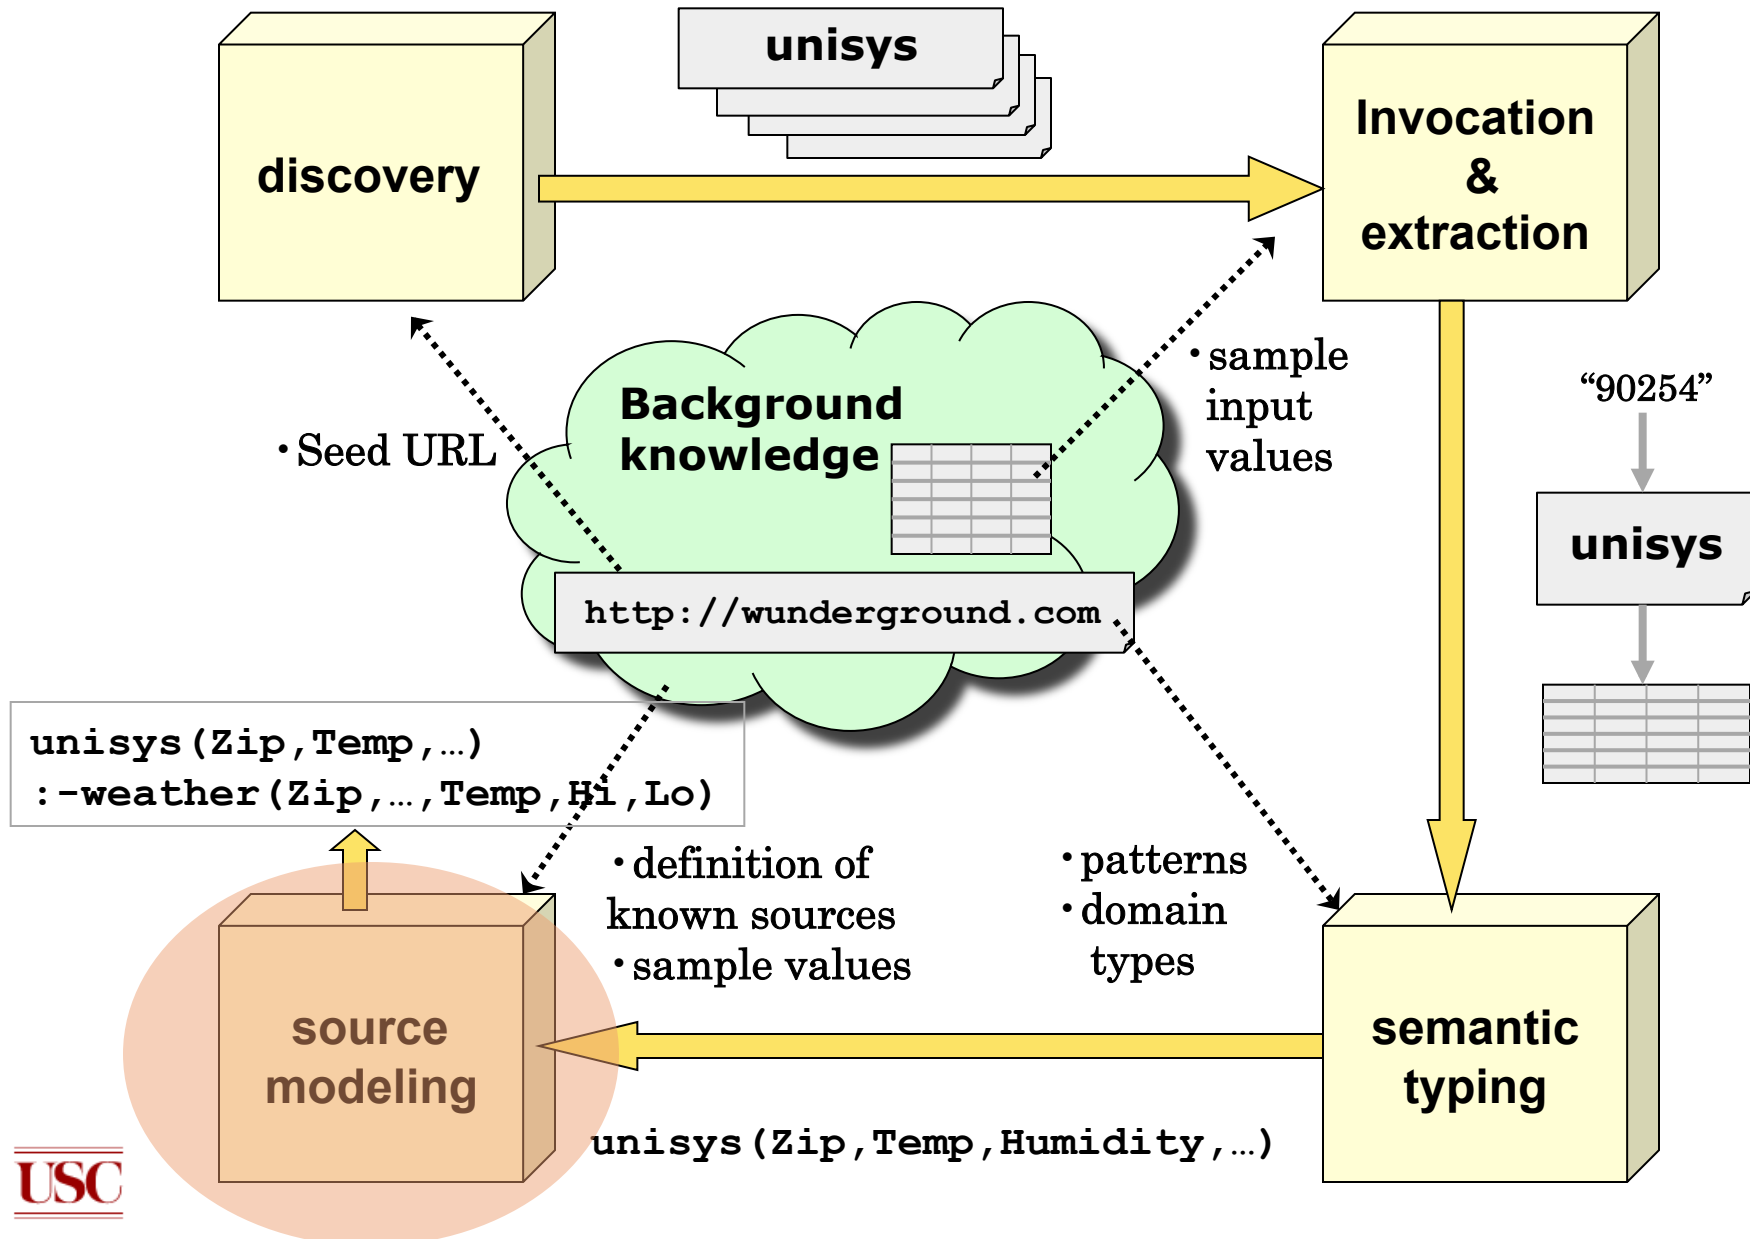 unisys
discovery
Invocation
&
extraction
Background
knowledge
• Seed URL
• sample
input
values
“90254”
unisys
http://wunderground.com
unisys(Zip,Temp,…)
:-weather(Zip,…,Temp,Hi,Lo)
• definition of
known sources
• sample values
• patterns
• domain
types
source
modeling
semantic
typing
unisys(Zip,Temp,Humidity,…)
USC